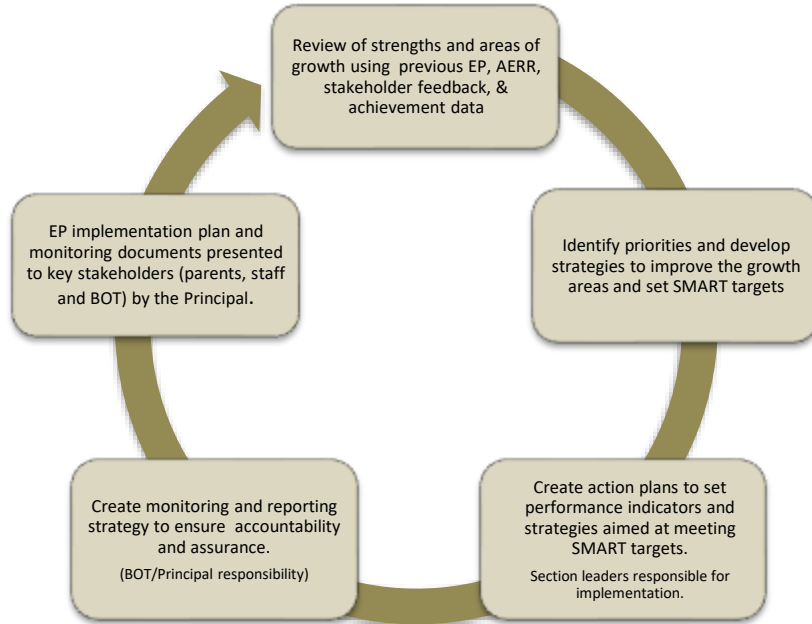 Review of strengths and areas of
growth using previous EP, AERR,
stakeholder feedback, &
achievement data
Identify priorities and develop
strategies to improve the growth
areas and set SMART targets
Create action plans to set
performance indicators and
strategies aimed at meeting
SMART targets.
Section leaders responsible for
implementation.
Create monitoring and reporting
strategy to ensure accountability
and assurance.
(BOT/Principal responsibility)
EP implementation plan and
monitoring documents presented
to key stakeholders (parents, staff
and BOT) by the Principal.